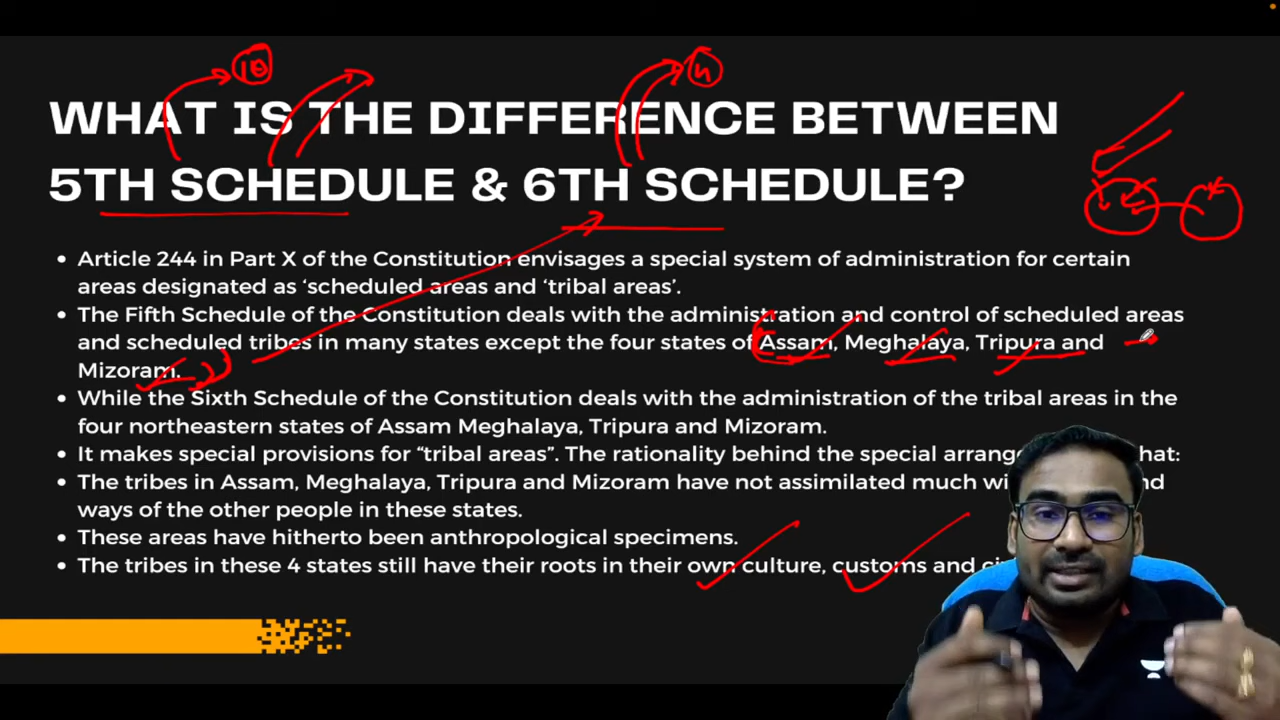 10
4
WHAT IS THE DIFFERENCE BETWEEN
5TH SCHEDULE & 6TH SCHEDULE?
• Article 244 in Part X of the Constitution envisages a special system of administration for certain
areas designated as ‘scheduled areas and ‘tribal areas’.
• The Fifth Schedule of the Constitution deals with the administration and control of scheduled areas
and scheduled tribes in many states except the four states of Assam, Meghalaya, Tripura and
Mizoram.
• While the Sixth Schedule of the Constitution deals with the administration of the tribal areas in the
four northeastern states of Assam Meghalaya, Tripura and Mizoram.
• It makes special provisions for “tribal areas”. The rationality behind the special hat:
• The tribes in Assam, Meghalaya, Tripura and Mizoram have not assimilated much
ways of the other people in these states.
• These areas have hitherto been anthropological specimens.
• The tribes in these 4 states still have their roots in their own culture, customs and